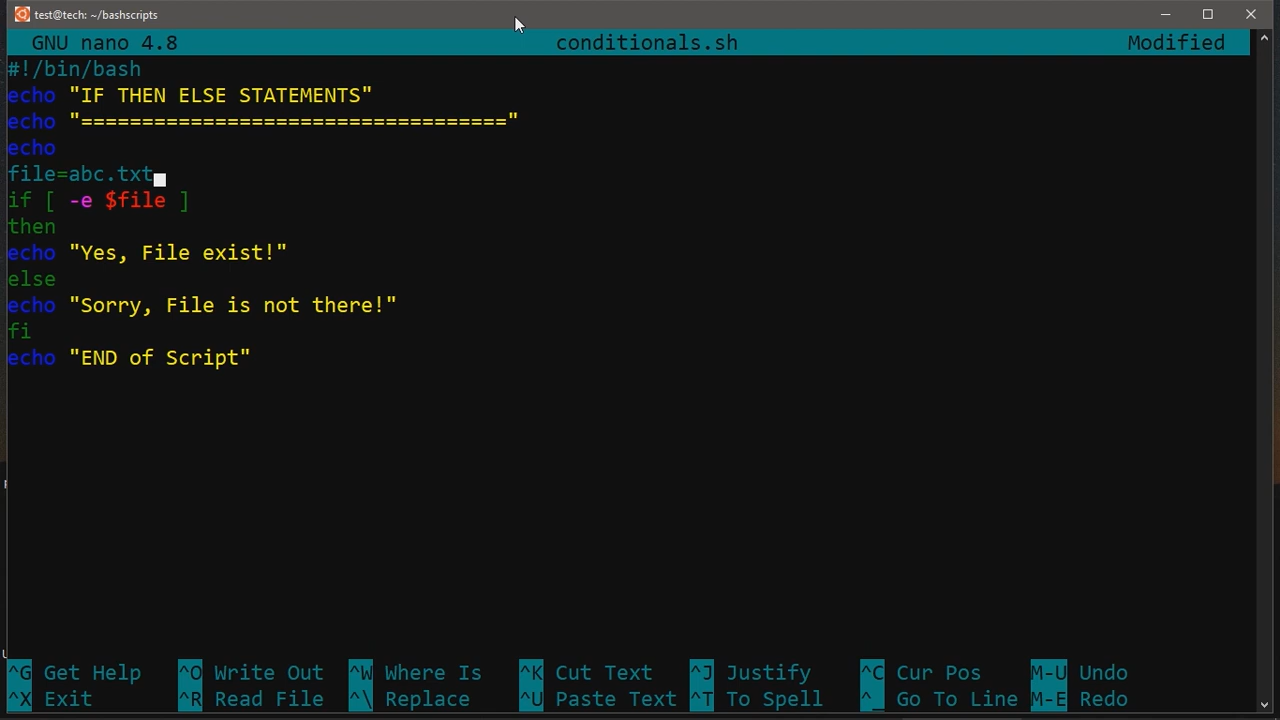 test@tech: ~/bashscripts
GNU nano 4.8 conditionals.sh Modified
#!/bin/bash
echo "IF THEN ELSE STATEMENTS"
echo "==================================="
echo
file=abc.txt
if [ -e $file ]
then
echo "Yes, File exist!"
else
echo "Sorry, File is not there!"
fi
echo "END of Script"
^G Get Help ^O Write Out ^W Where Is ^K Cut Text ^J Justify ^C Cur Pos M-U Undo
^X Exit ^R Read File ^\ Replace ^U Paste Text ^T To Spell ^_ Go To Line M-E Redo